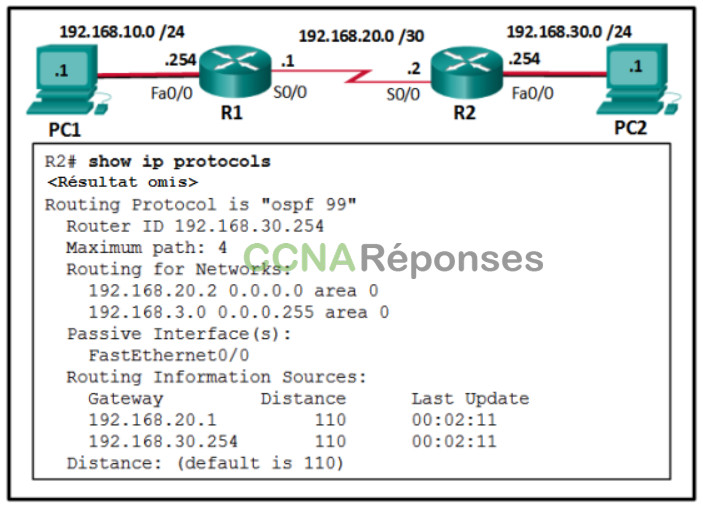 192.168.10.0 /24
192.168.20.0 /30
192.168.30.0 /24
.1
.254
.1
.2
.254
.1
Fa0/0
S0/0
S0/0
Fa0/0
R1
R2
PC1
PC2
R2# show ip protocols
<Résultat omis>
Routing Protocol is "ospf 99"
Router ID 192.168.30.254
Maximum path: 4
Routing for Networks:
192.168.20.2 0.0.0.0 area 0
192.168.3.0 0.0.0.255 area 0
Passive Interface(s):
FastEthernet0/0
Routing Information Sources:
Gateway Distance Last Update
192.168.20.1 110 00:02:11
192.168.30.254 110 00:02:11
Distance: (default is 110)
CCNARéponses